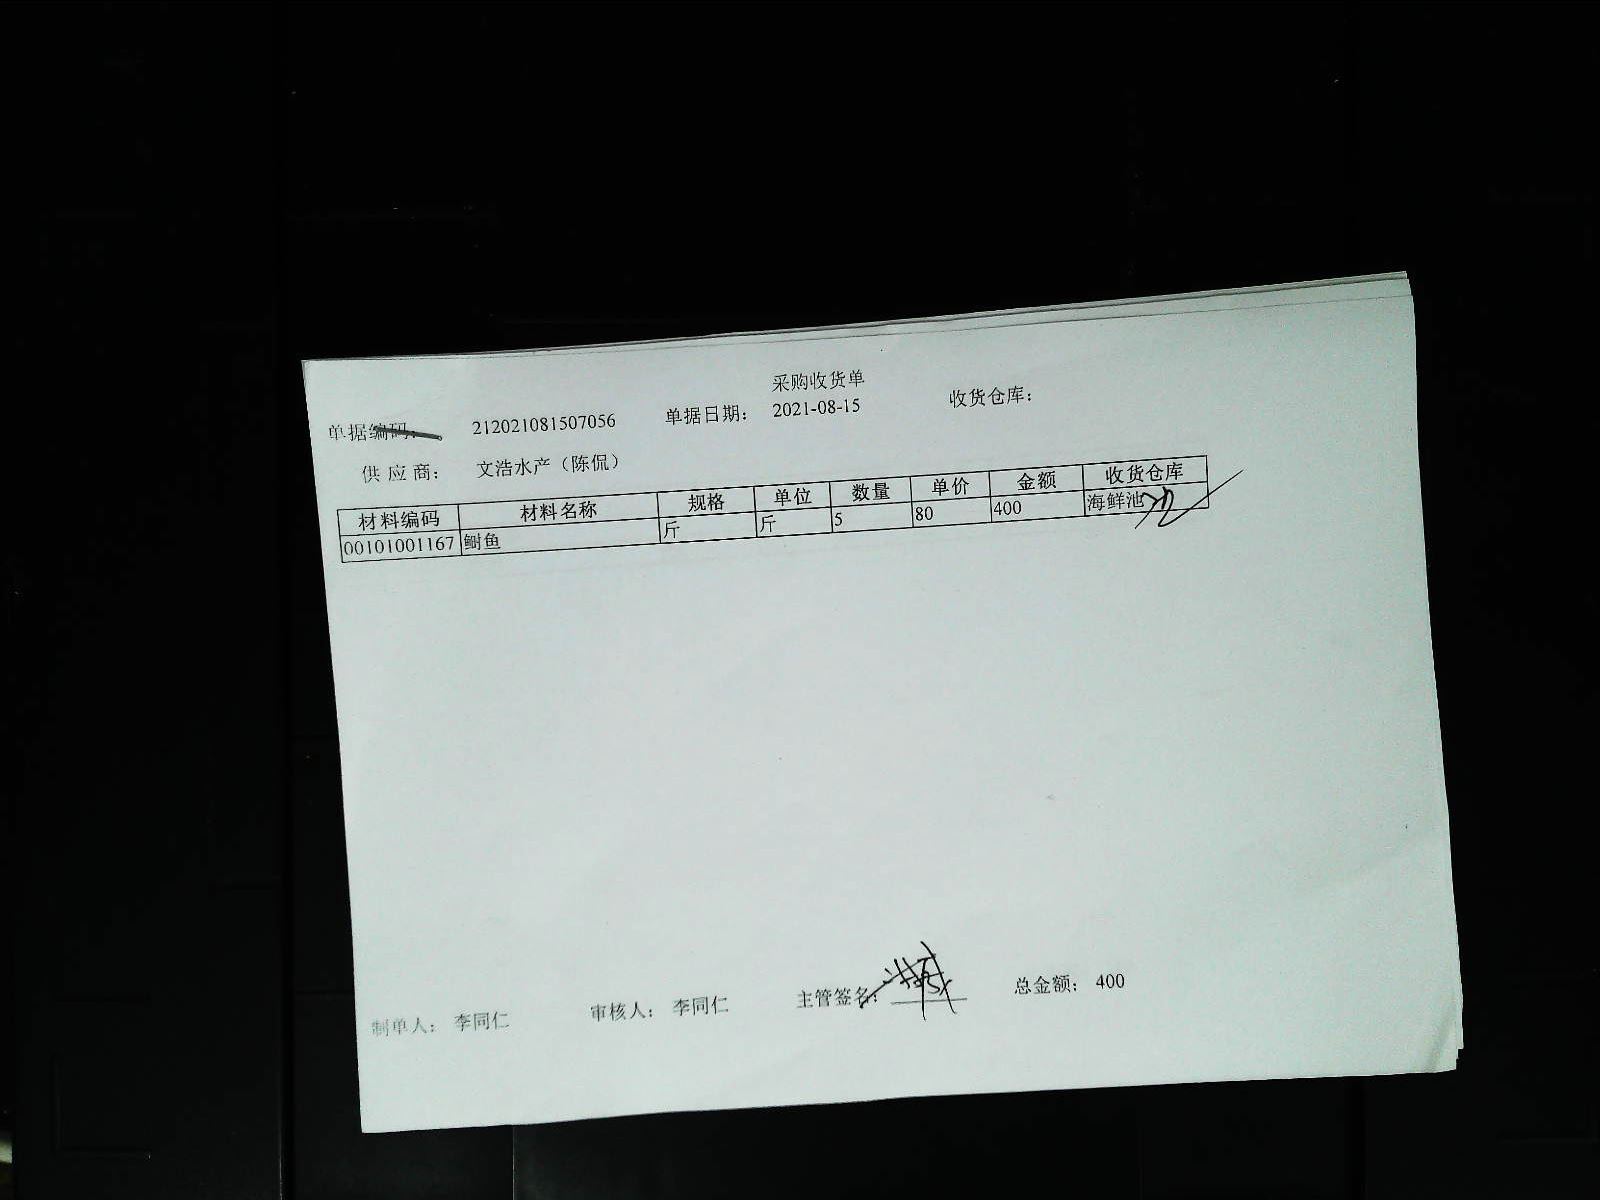 采购收货单
单据编码: 212021081507056 单据日期: 2021-08-15 收货仓库:
供 应 商: 文浩水产（陈侃）
材料编码 材料名称 规格 单位 数量 单价 金额 收货仓库
00101001167 鲥鱼 斤 斤 5 80 400 海鲜池
制单人: 李同仁 审核人: 李同仁 主管签名: 总金额: 400